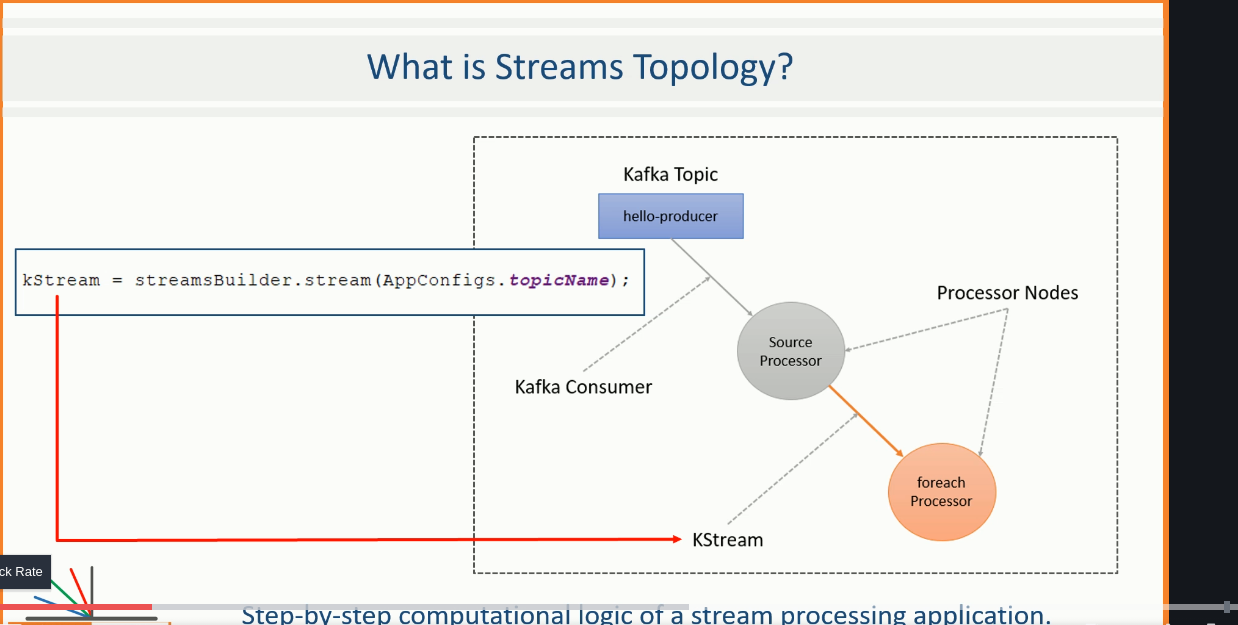 What is Streams Topology?
Kafka Topic
hello-producer
kStream = streamsBuilder.stream(AppConfigs.topicName);
Processor Nodes
Source
Processor
Kafka Consumer
foreach
Processor
KStream
ck Rate
Step-by-step computational logic of a stream processing application.